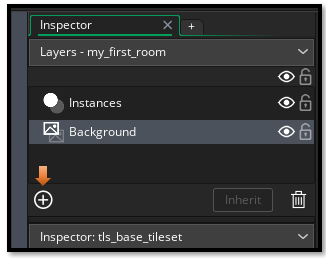 Inspector
Layers - my_first_room
Instances
Background
Inherit
Inspector: tls_base_tileset